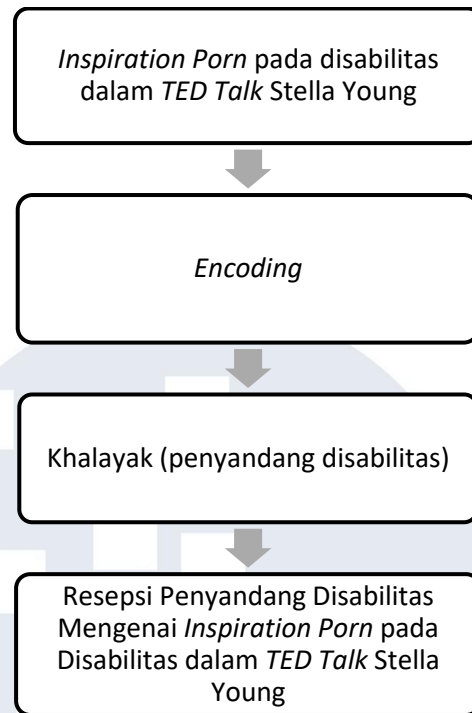 Inspiration Porn pada disabilitas
dalam TED Talk Stella Young
Encoding
Khalayak (penyandang disabilitas)
Resepsi Penyandang Disabilitas
Mengenai Inspiration Porn pada
Disabilitas dalam TED Talk Stella
Young